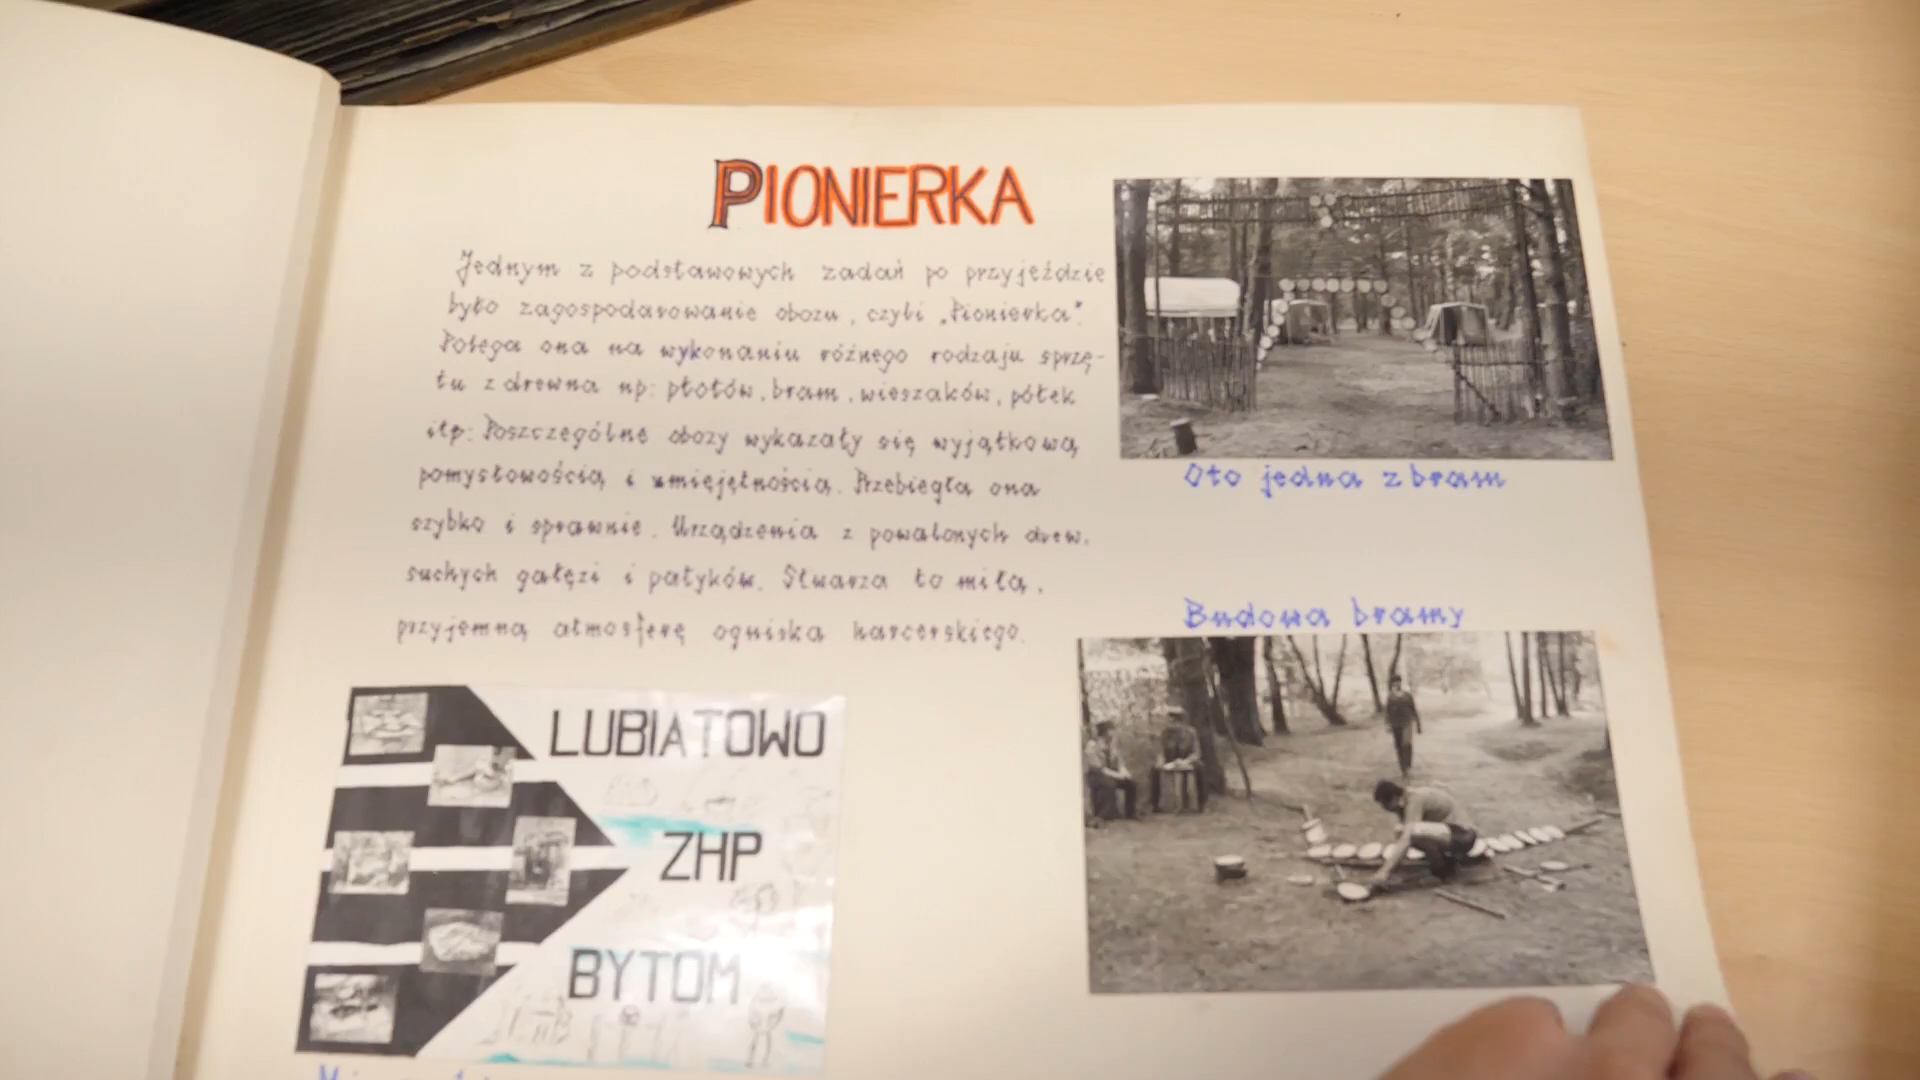 PIONIERKA
Jednym z podstawowych zadań po przyjeździe
było zagospodarowanie obozu, czyli „Pionierka".
Polega ona na wykonaniu różnego rodzaju sprzę-
tu z drewna np: płotów, bram, wieszaków, półek
itp: Poszczególne obozy wykazały się wyjątkową
pomysłowością i umiejętnością. Przebiegła ona
szybko i sprawnie. Urządzenia z powalonych drew,
suchych gałęzi i patyków. Stwarza to miłą,
przyjemną atmosferę ogniska harcerskiego.
Oto jedna z bram
Budowa bramy
LUBIATOWO
ZHP
BYTOM